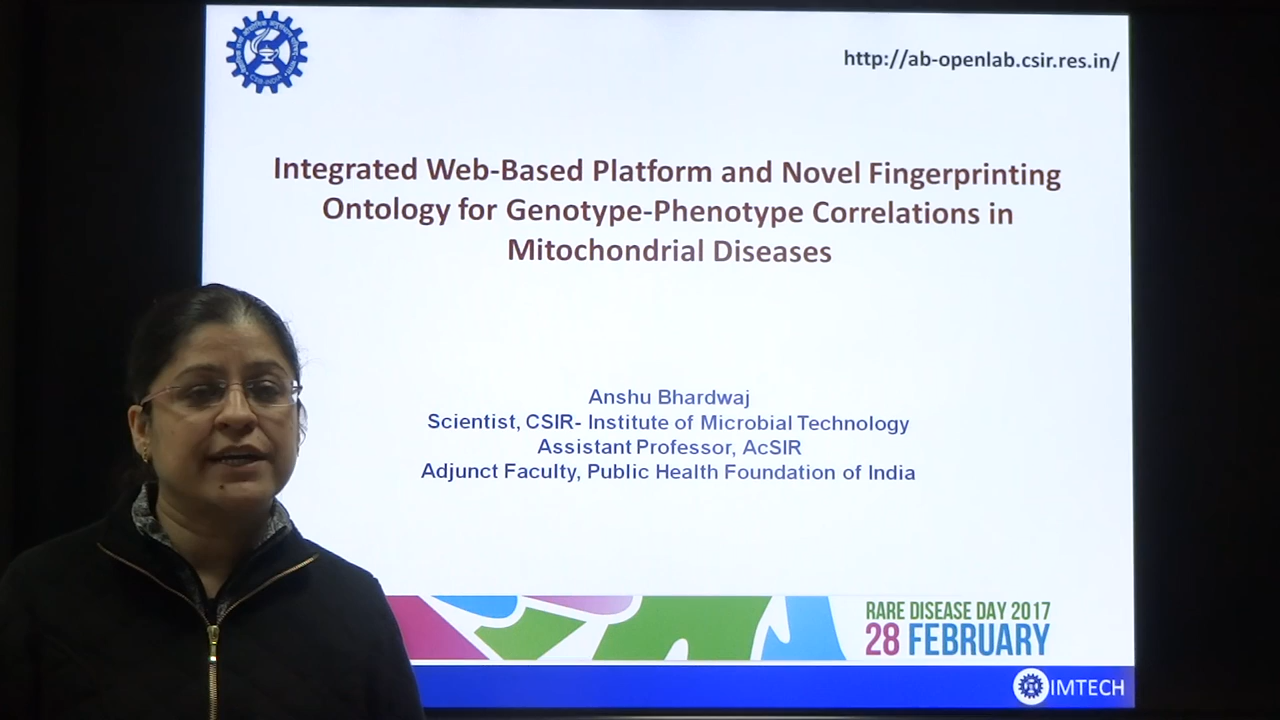 http://ab-openlab.csir.res.in/
Integrated Web-Based Platform and Novel Fingerprinting
Ontology for Genotype-Phenotype Correlations in
Mitochondrial Diseases
Anshu Bhardwaj
Scientist, CSIR- Institute of Microbial Technology
Assistant Professor, AcSIR
Adjunct Faculty, Public Health Foundation of India
RARE DISEASE DAY 2017
28 FEBRUARY
IMTECH